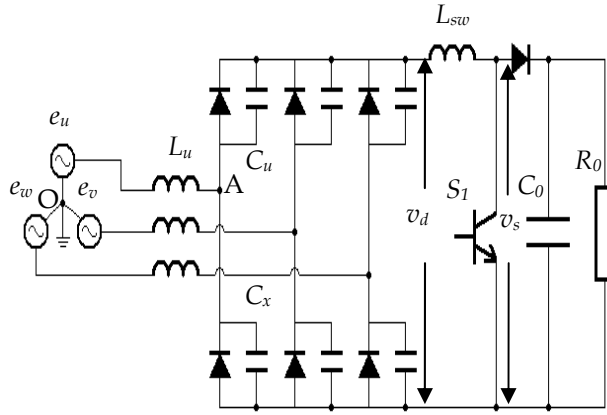 L_sw
e_u
L_u
C_u
e_w
O
e_v
A
v_d
S_1
v_s
C_0
R_0
C_x